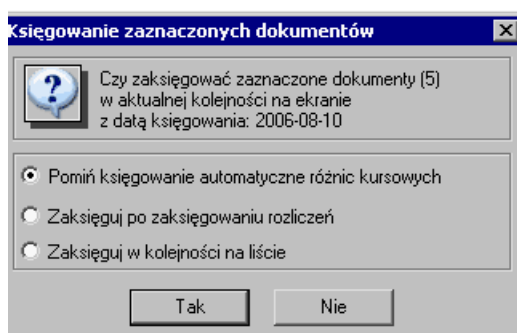 Księgowanie zaznaczonych dokumentów
Czy zaksięgować zaznaczone dokumenty (5)
w aktualnej kolejności na ekranie
z datą księgowania: 2006-08-10
Pomiń księgowanie automatyczne różnic kursowych
Zaksięguj po zaksięgowaniu rozliczeń
Zaksięguj w kolejności na liście
Tak
Nie